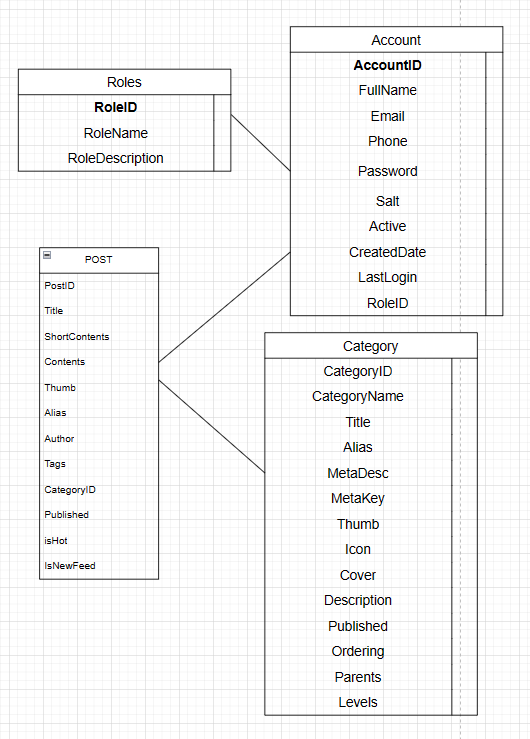 Roles
RoleID
RoleName
RoleDescription
Account
AccountID
FullName
Email
Phone
Password
Salt
Active
CreatedDate
LastLogin
RoleID
POST
PostID
Title
ShortContents
Contents
Thumb
Alias
Author
Tags
CategoryID
Published
isHot
IsNewFeed
Category
CategoryID
CategoryName
Title
Alias
MetaDesc
MetaKey
Thumb
Icon
Cover
Description
Published
Ordering
Parents
Levels